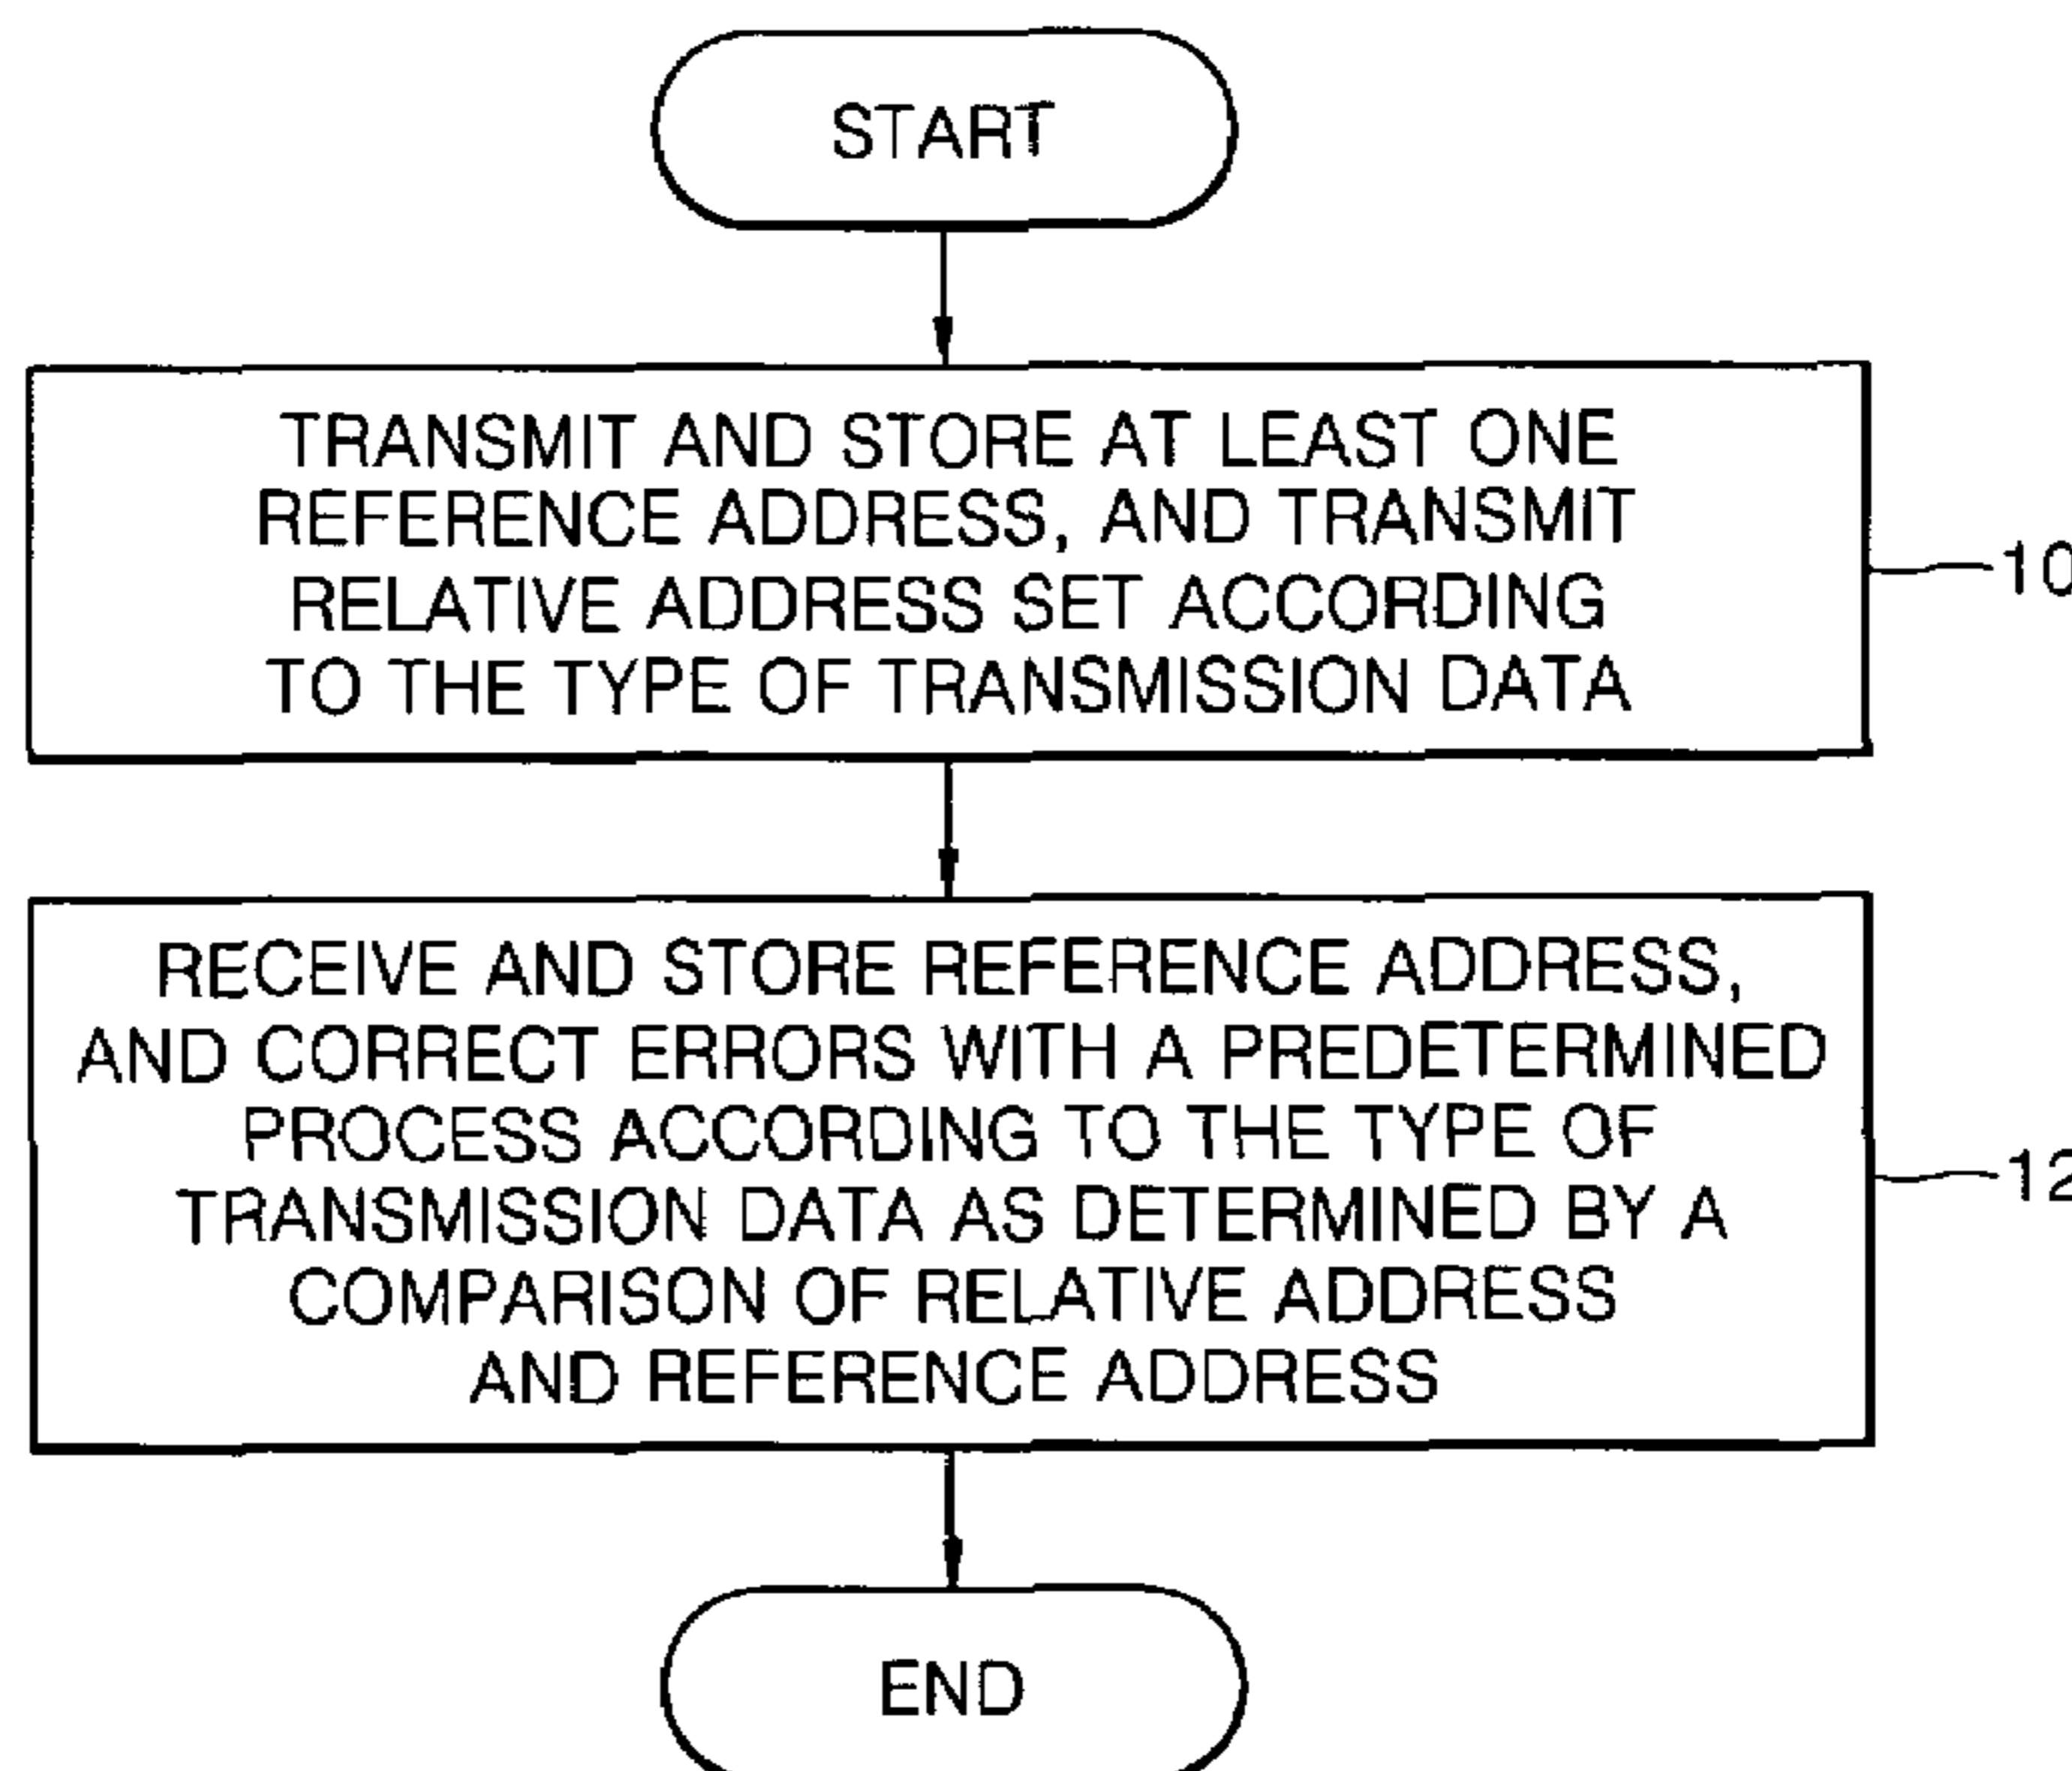 START
TRANSMIT AND STORE AT LEAST ONE
REFERENCE ADDRESS, AND TRANSMIT
RELATIVE ADDRESS SET ACCORDING
TO THE TYPE OF TRANSMISSION DATA
10
RECEIVE AND STORE REFERENCE ADDRESS,
AND CORRECT ERRORS WITH A PREDETERMINED
PROCESS ACCORDING TO THE TYPE OF
TRANSMISSION DATA AS DETERMINED BY A
COMPARISON OF RELATIVE ADDRESS
AND REFERENCE ADDRESS
12
END